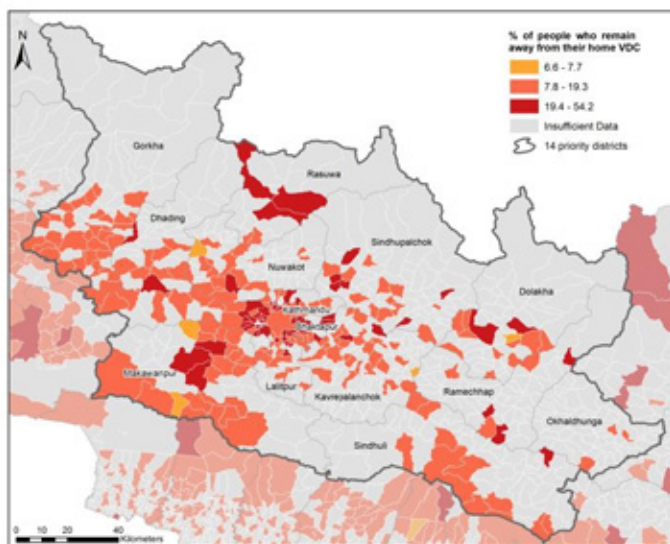 N
% of people who remain
away from their home VDC
6.6 - 7.7
7.8 - 19.3
19.4 - 54.2
Insufficient Data
14 priority districts
Gorkha
Rasuwa
Dhading
Sindhupalchok
Nuwakot
Dolakha
Kathmandu
Bhaktapur
Makawanpur
Lalitpur
Kavrepalanchok
Ramechhap
Okhaldhunga
Sindhuli
0 10 20 40
Kilometers